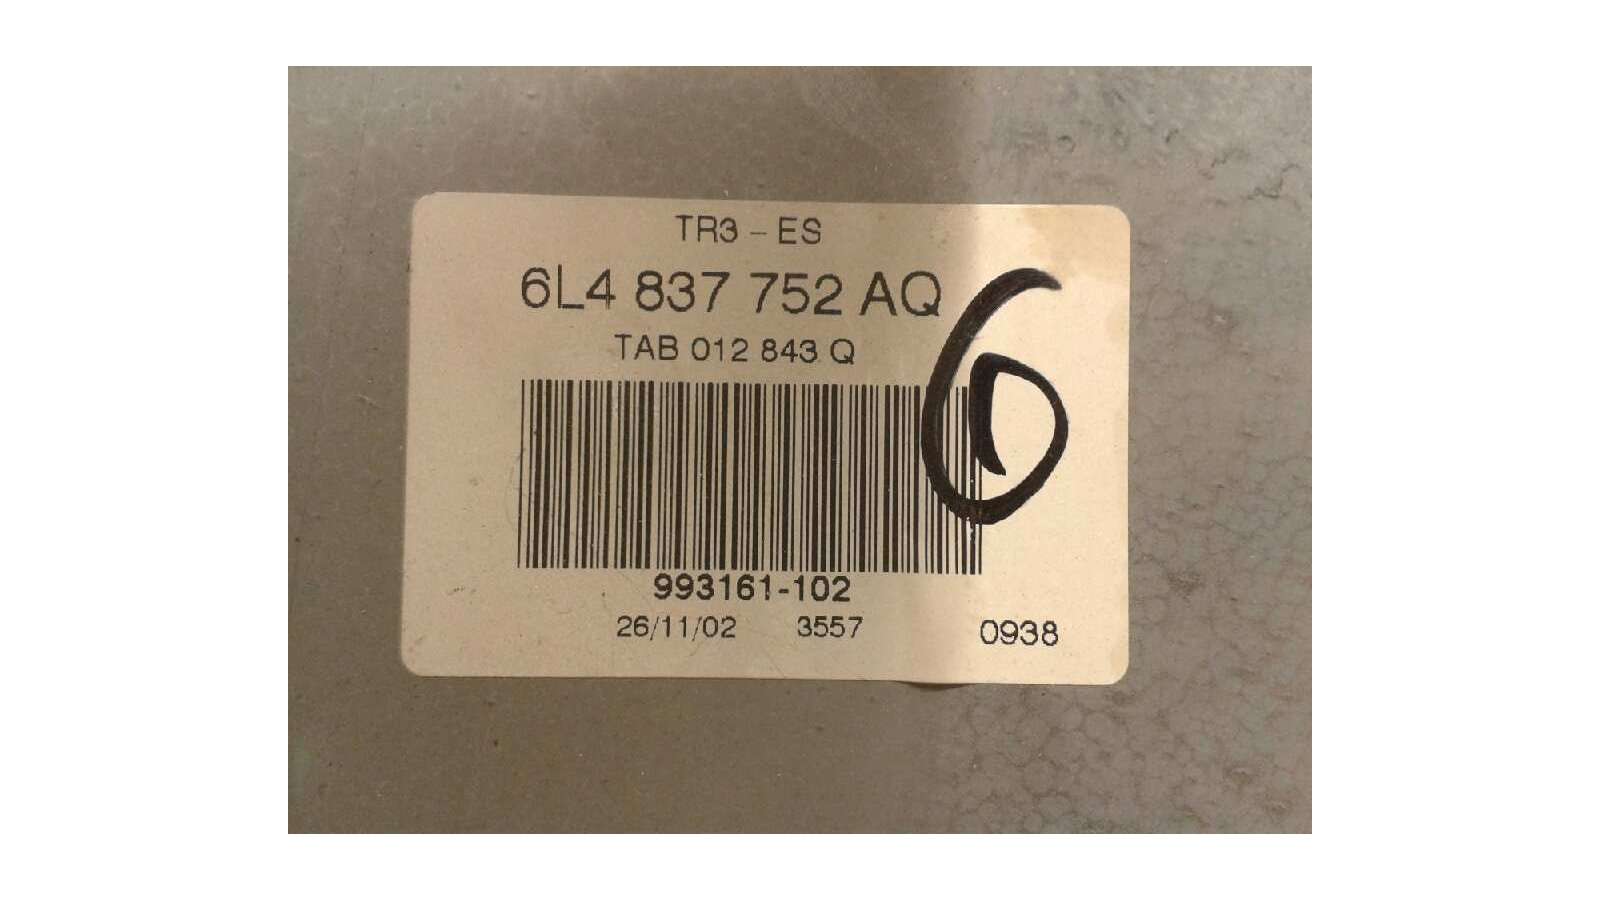 TR3 - ES
6L4 837 752 AQ
TAB 012 843 Q
6
993161-102
26/11/02 3557 0938